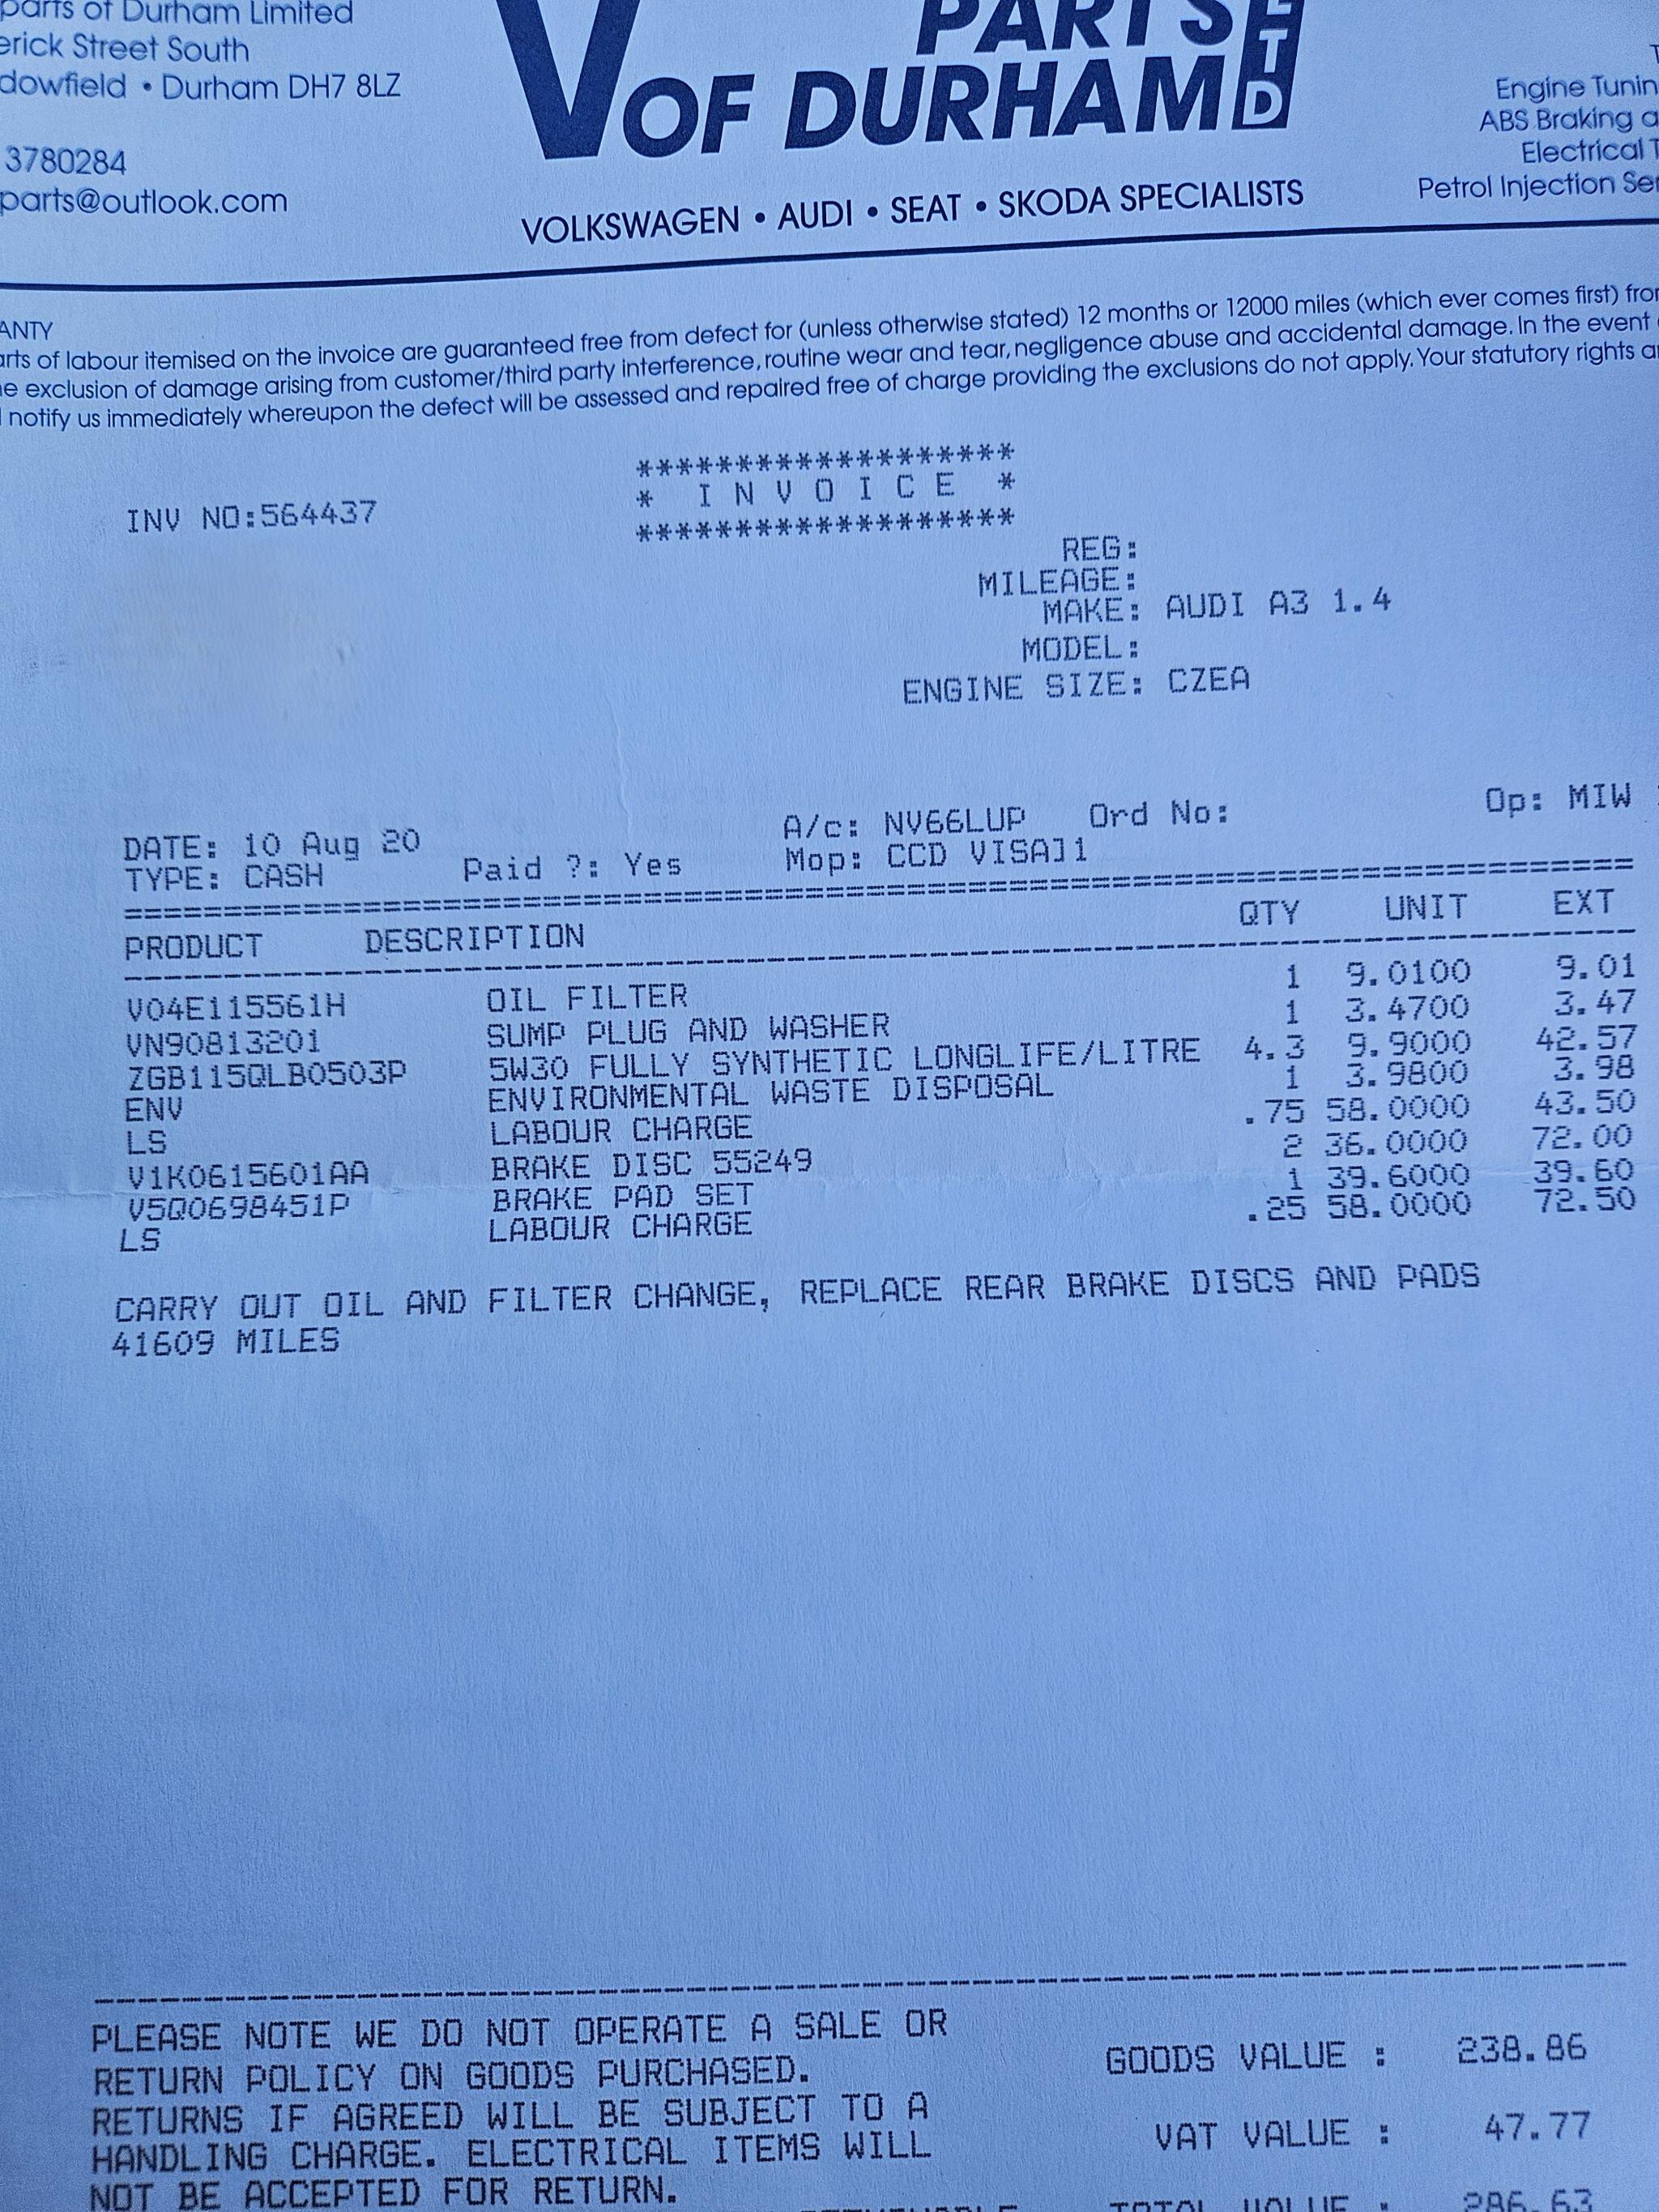 parts of Durham Limited
erick Street South
dowfield • Durham DH7 8LZ
3780284
parts@outlook.com
V PARTS LTD
OF DURHAM
VOLKSWAGEN • AUDI • SEAT • SKODA SPECIALISTS
Engine Tunin
ABS Braking a
Electrical T
Petrol Injection Ser
ANTY
arts of labour itemised on the invoice are guaranteed free from defect for (unless otherwise stated) 12 months or 12000 miles (which ever comes first) fro
e exclusion of damage arising from customer/third party interference, routine wear and tear, negligence abuse and accidental damage. In the event
notify us immediately whereupon the defect will be assessed and repaired free of charge providing the exclusions do not apply. Your statutory rights a
*******************
* I N V O I C E *
*******************
INV NO:564437
REG:
MILEAGE:
MAKE: AUDI A3 1.4
MODEL:
ENGINE SIZE: CZEA
DATE: 10 Aug 20 A/c: NV66LUP Ord No: Op: MIW
TYPE: CASH Paid ?: Yes Mop: CCD VISA]1
PRODUCT DESCRIPTION QTY UNIT EXT
VO4E115561H OIL FILTER 1 9.0100 9.01
VN90813201 SUMP PLUG AND WASHER 1 3.4700 3.47
ZGB115QLB0503P 5W30 FULLY SYNTHETIC LONGLIFE/LITRE 4.3 9.9000 42.57
ENV ENVIRONMENTAL WASTE DISPOSAL 1 3.9800 3.98
LS LABOUR CHARGE .75 58.0000 43.50
V1K0615601AA BRAKE DISC 55249 2 36.0000 72.00
V5Q0698451P BRAKE PAD SET 1 39.6000 39.60
LS LABOUR CHARGE .25 58.0000 72.50
CARRY OUT OIL AND FILTER CHANGE, REPLACE REAR BRAKE DISCS AND PADS
41609 MILES
PLEASE NOTE WE DO NOT OPERATE A SALE OR
RETURN POLICY ON GOODS PURCHASED.
RETURNS IF AGREED WILL BE SUBJECT TO A
HANDLING CHARGE. ELECTRICAL ITEMS WILL
NOT BE ACCEPTED FOR RETURN.
GOODS VALUE : 238.86
VAT VALUE : 47.77
TOTAL VALUE : 286.63